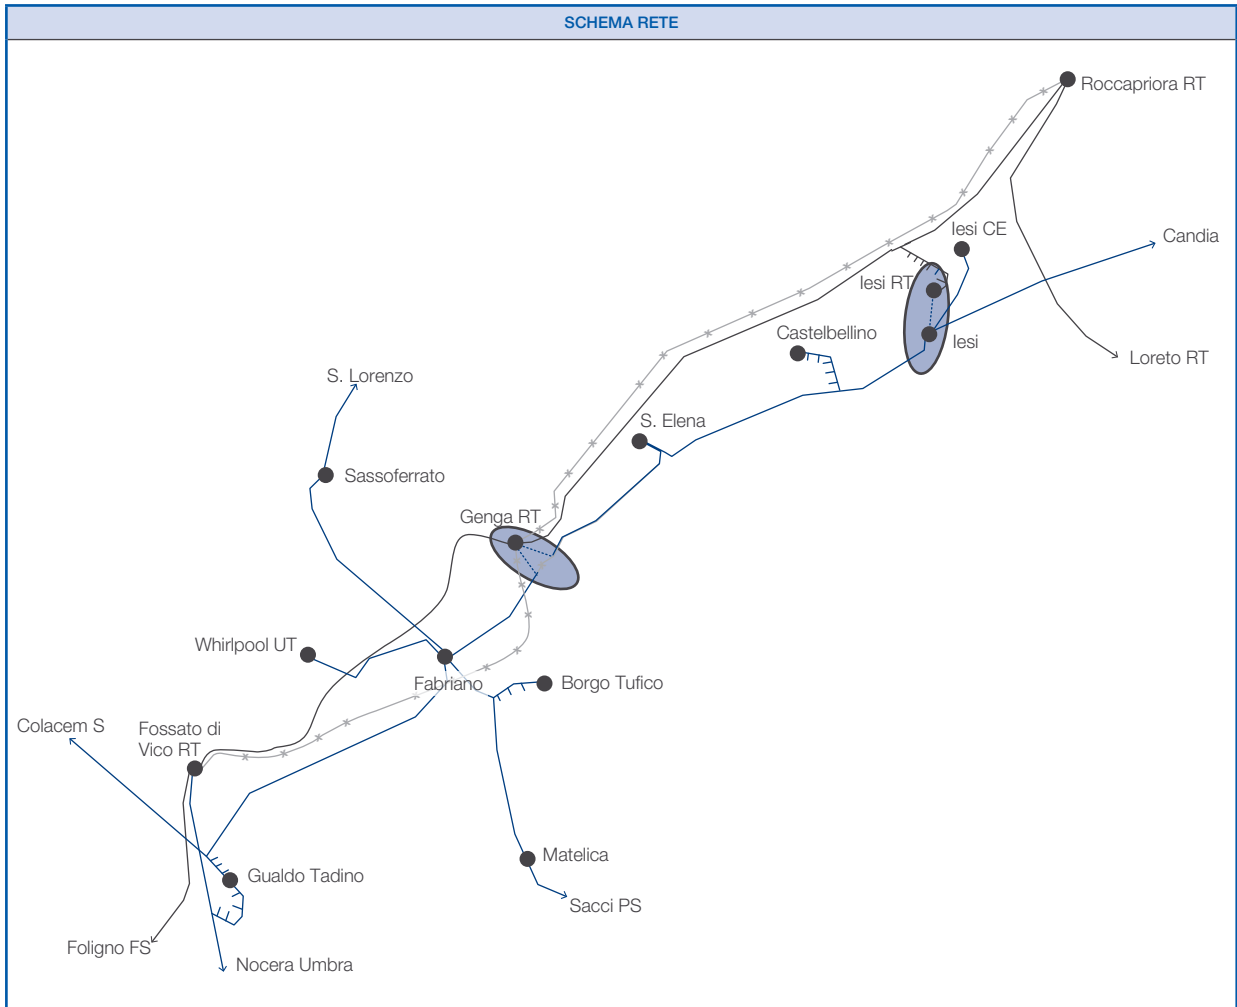 SCHEMA RETE
Roccapriora RT
Iesi CE
Candia
Iesi RT
Castelbellino
Iesi
Loreto RT
S. Lorenzo
S. Elena
Sassoferrato
Genga RT
Whirlpool UT
Fabriano
Borgo Tufico
Colacem S
Fossato di
Vico RT
Matelica
Gualdo Tadino
Sacci PS
Foligno FS
Nocera Umbra